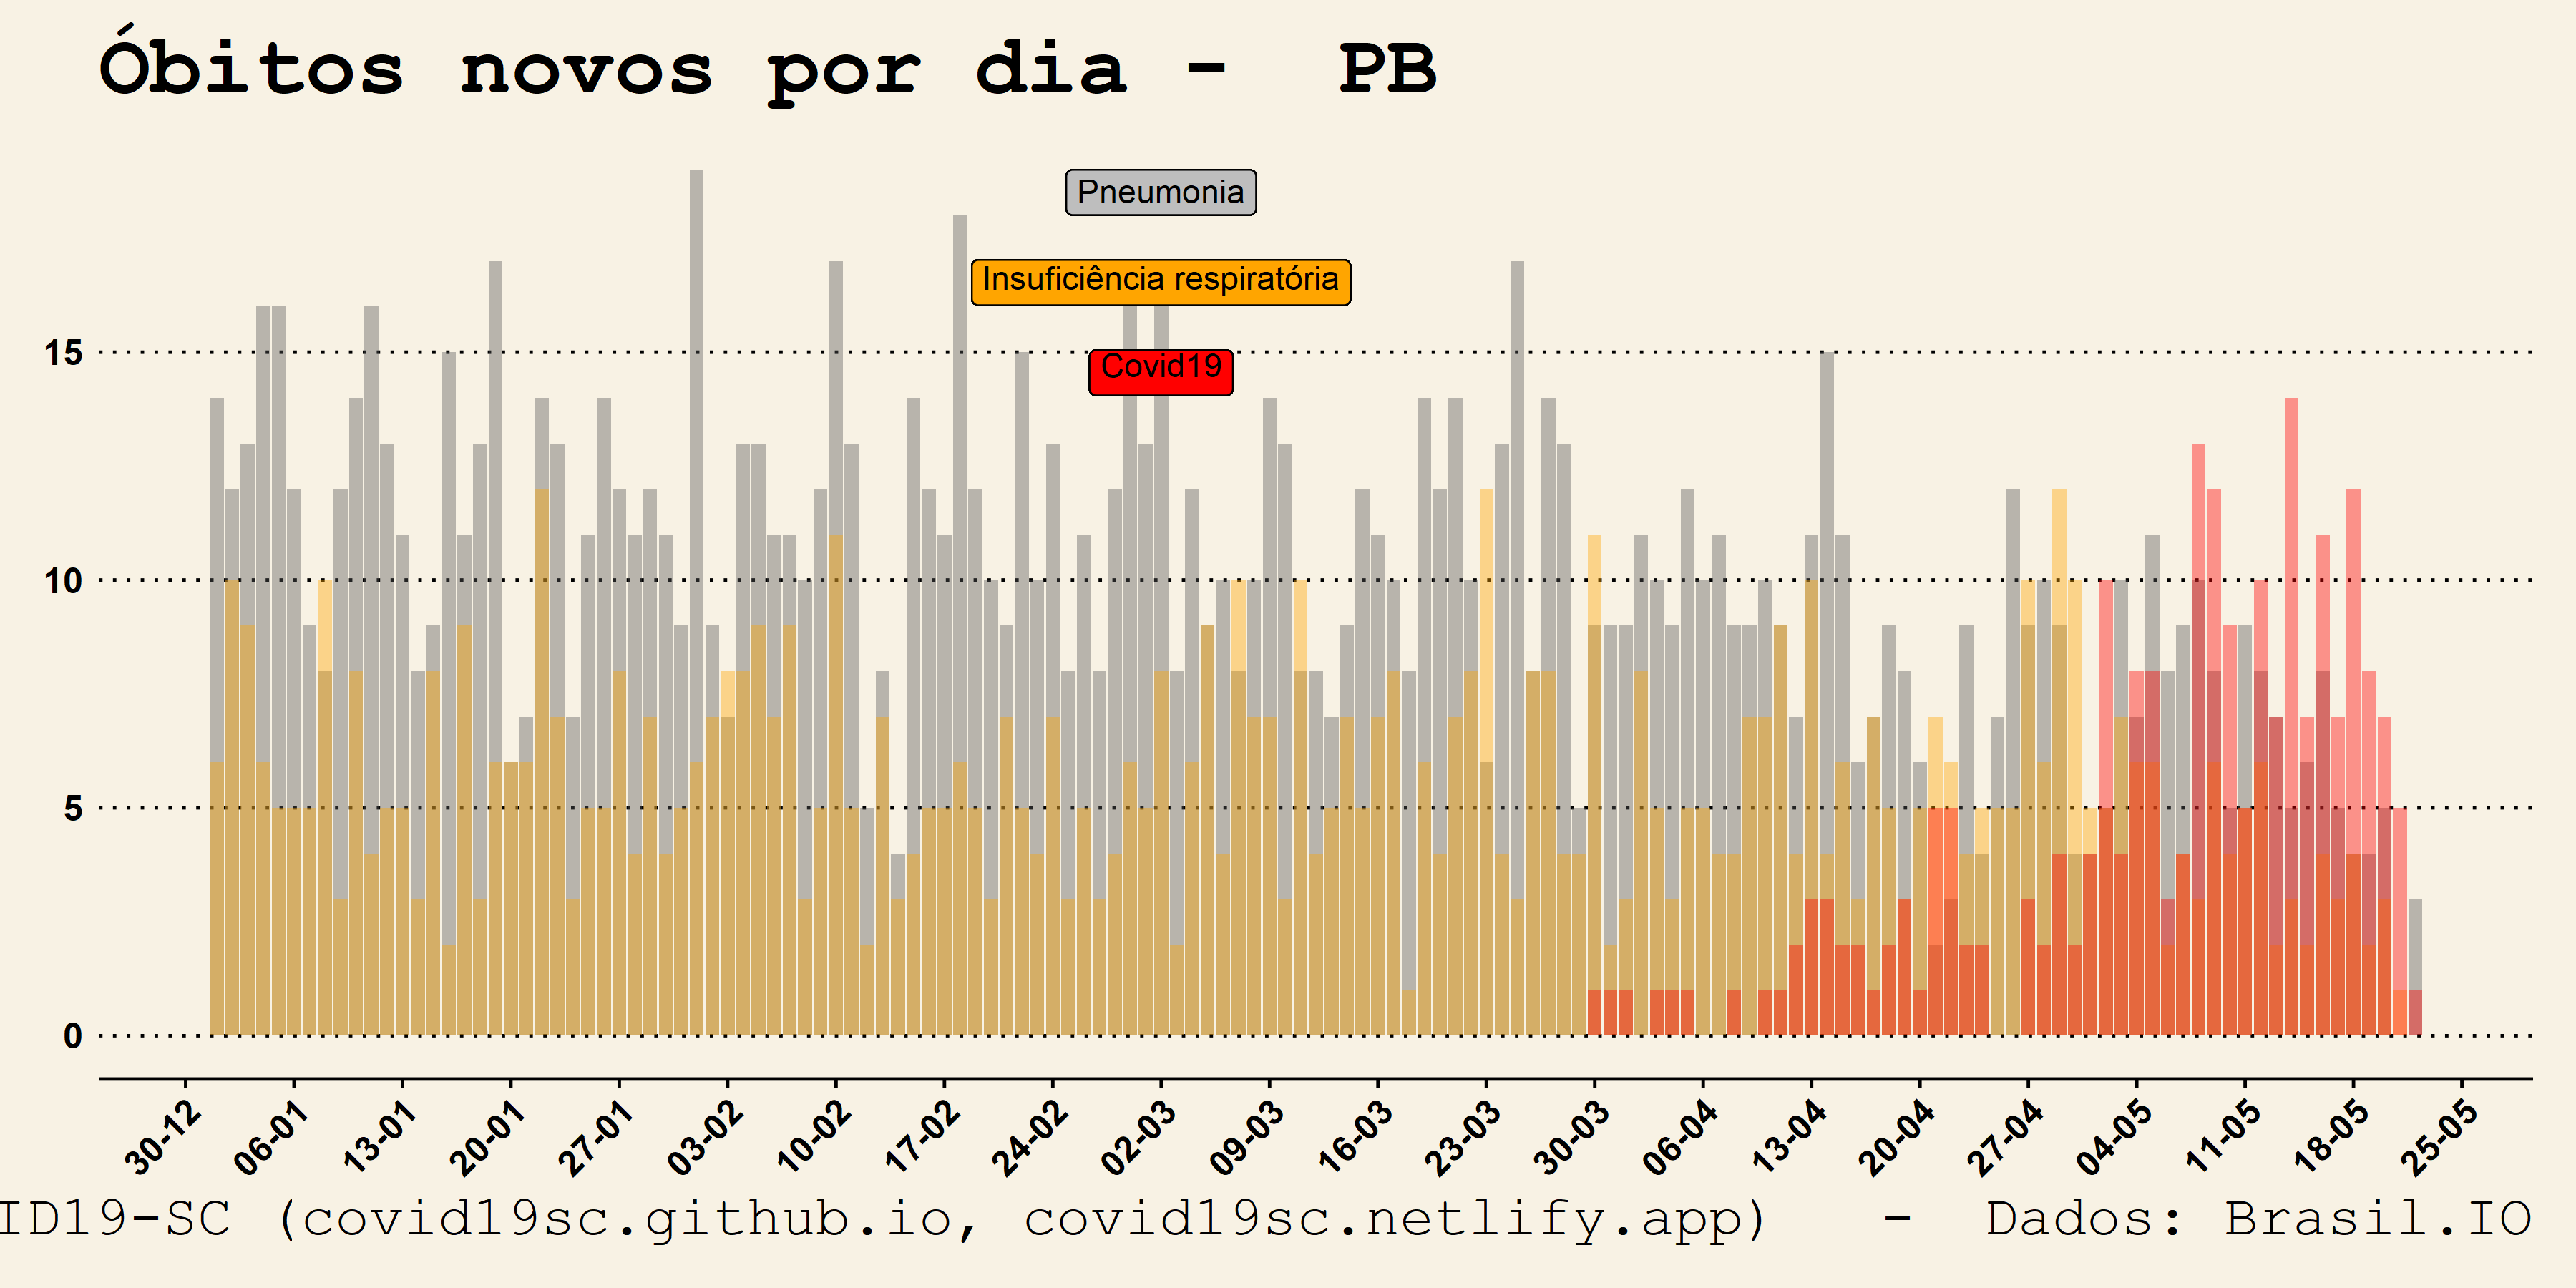 Óbitos novos por dia - PB
Pneumonia
Insuficiência respiratória
Covid19
15
10
5
0
30-12 06-01 13-01 20-01 27-01 03-02 10-02 17-02 24-02 02-03 09-03 16-03 23-03 30-03 06-04 13-04 20-04 27-04 04-05 11-05 18-05 25-05
ID19-SC (covid19sc.github.io, covid19sc.netlify.app) - Dados: Brasil.IO